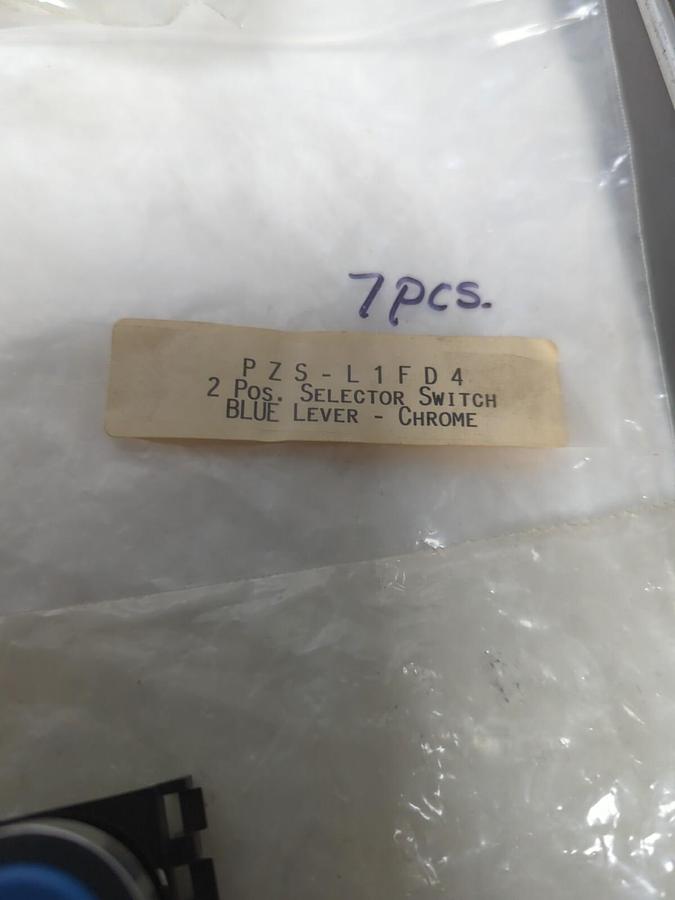 7pcs.
PZS-L1FD4
2 Pos. SELECTOR SWITCH
BLUE LEVER - CHROME